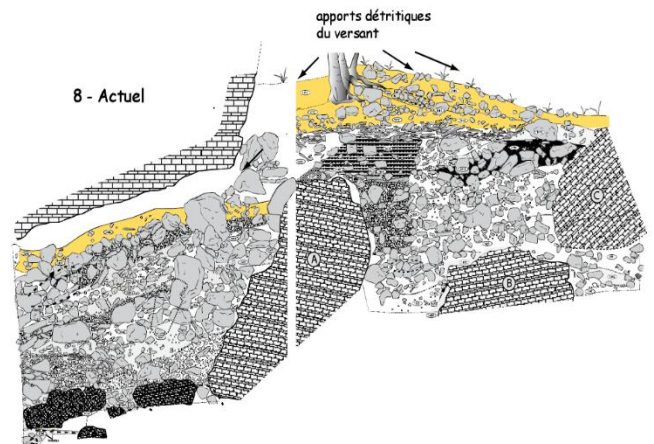 apports détritiques
du versant
8 - Actuel
A
B
C